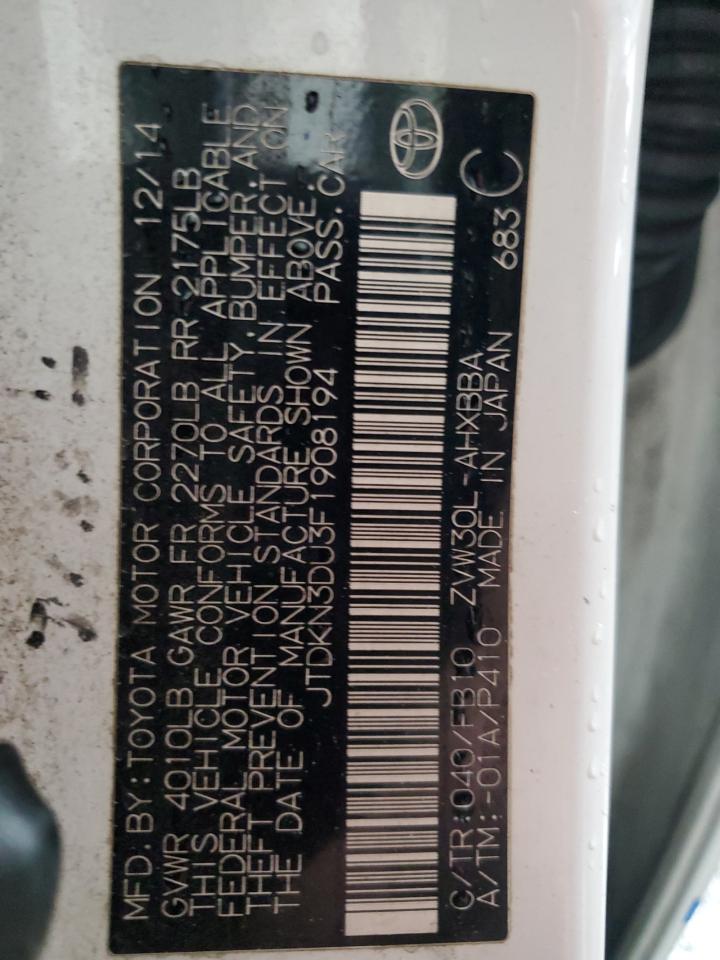 MFD.BY:TOYOTA MOTOR CORPORATION 12/14
GVWR 4010LB GAWR FR 2270LB RR 2175LB
THIS VEHICLE CONFORMS TO ALL APPLICABLE
FEDERAL MOTOR VEHICLE SAFETY,BUMPER,AND
THEFT PREVENTION STANDARDS IN EFFECT ON
THE DATE OF MANUFACTURE SHOWN ABOVE.
JTDKN3DU3F1908194 PASS.CAR
C/TR:040/FB10 ZVW30L-AHXBBA
A/TM:-01A/P410 MADE IN JAPAN 683 C